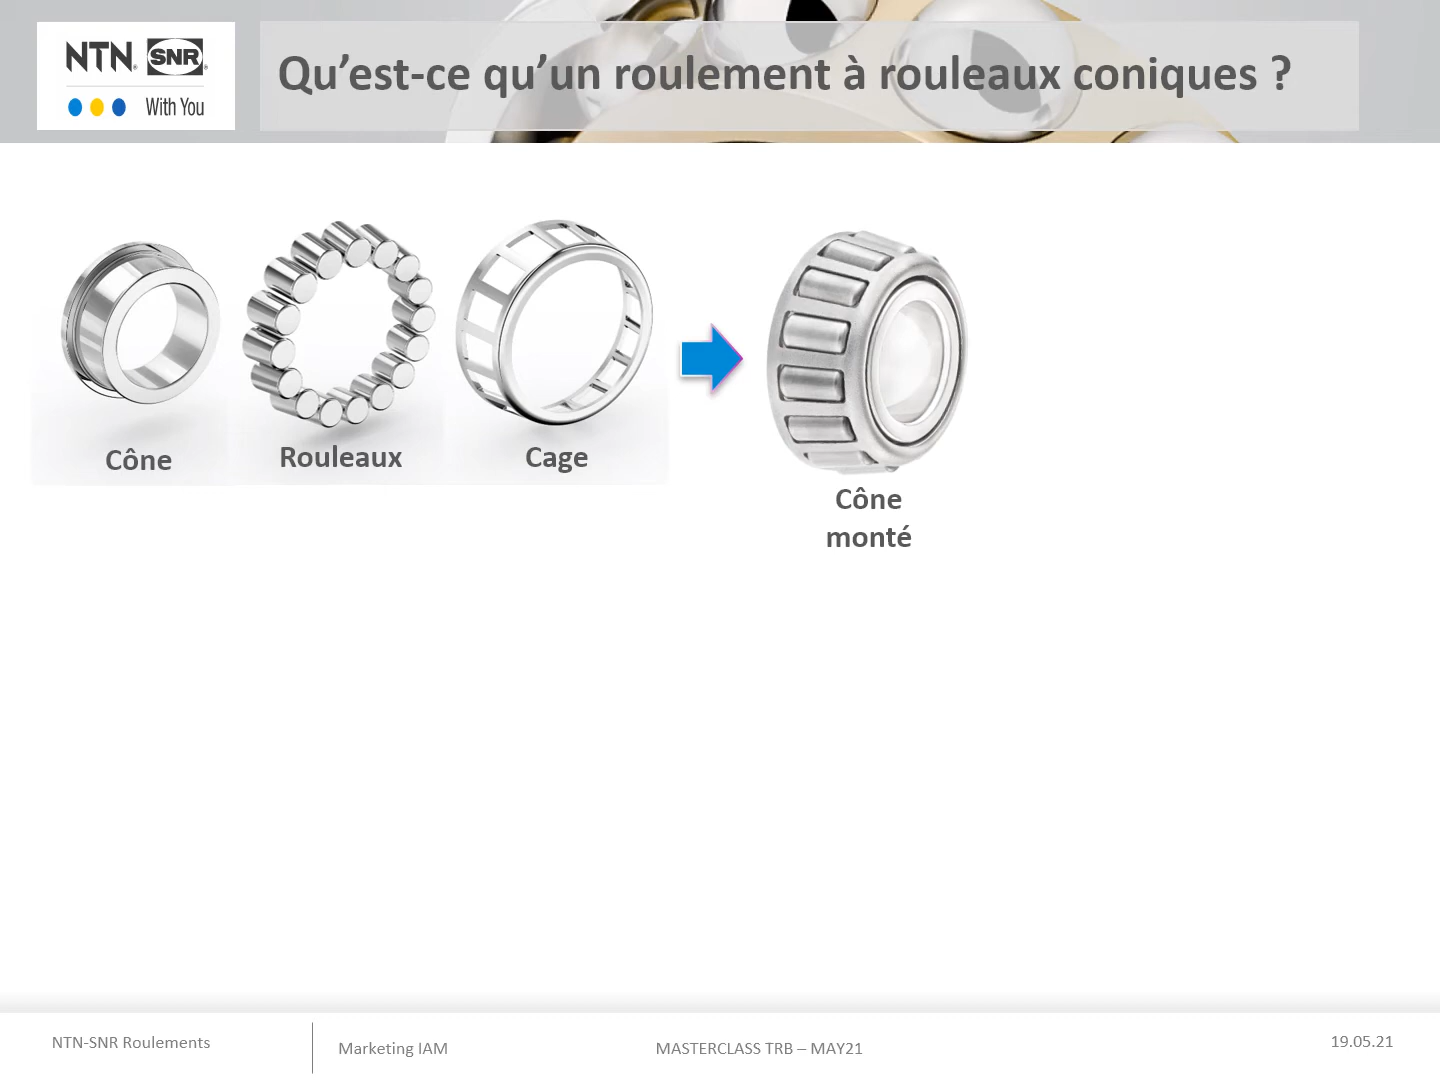 NTN® SNR®
With You
Qu’est-ce qu’un roulement à rouleaux coniques ?
Cône
Rouleaux
Cage
Cône
monté
NTN-SNR Roulements
Marketing IAM
MASTERCLASS TRB – MAY21
19.05.21